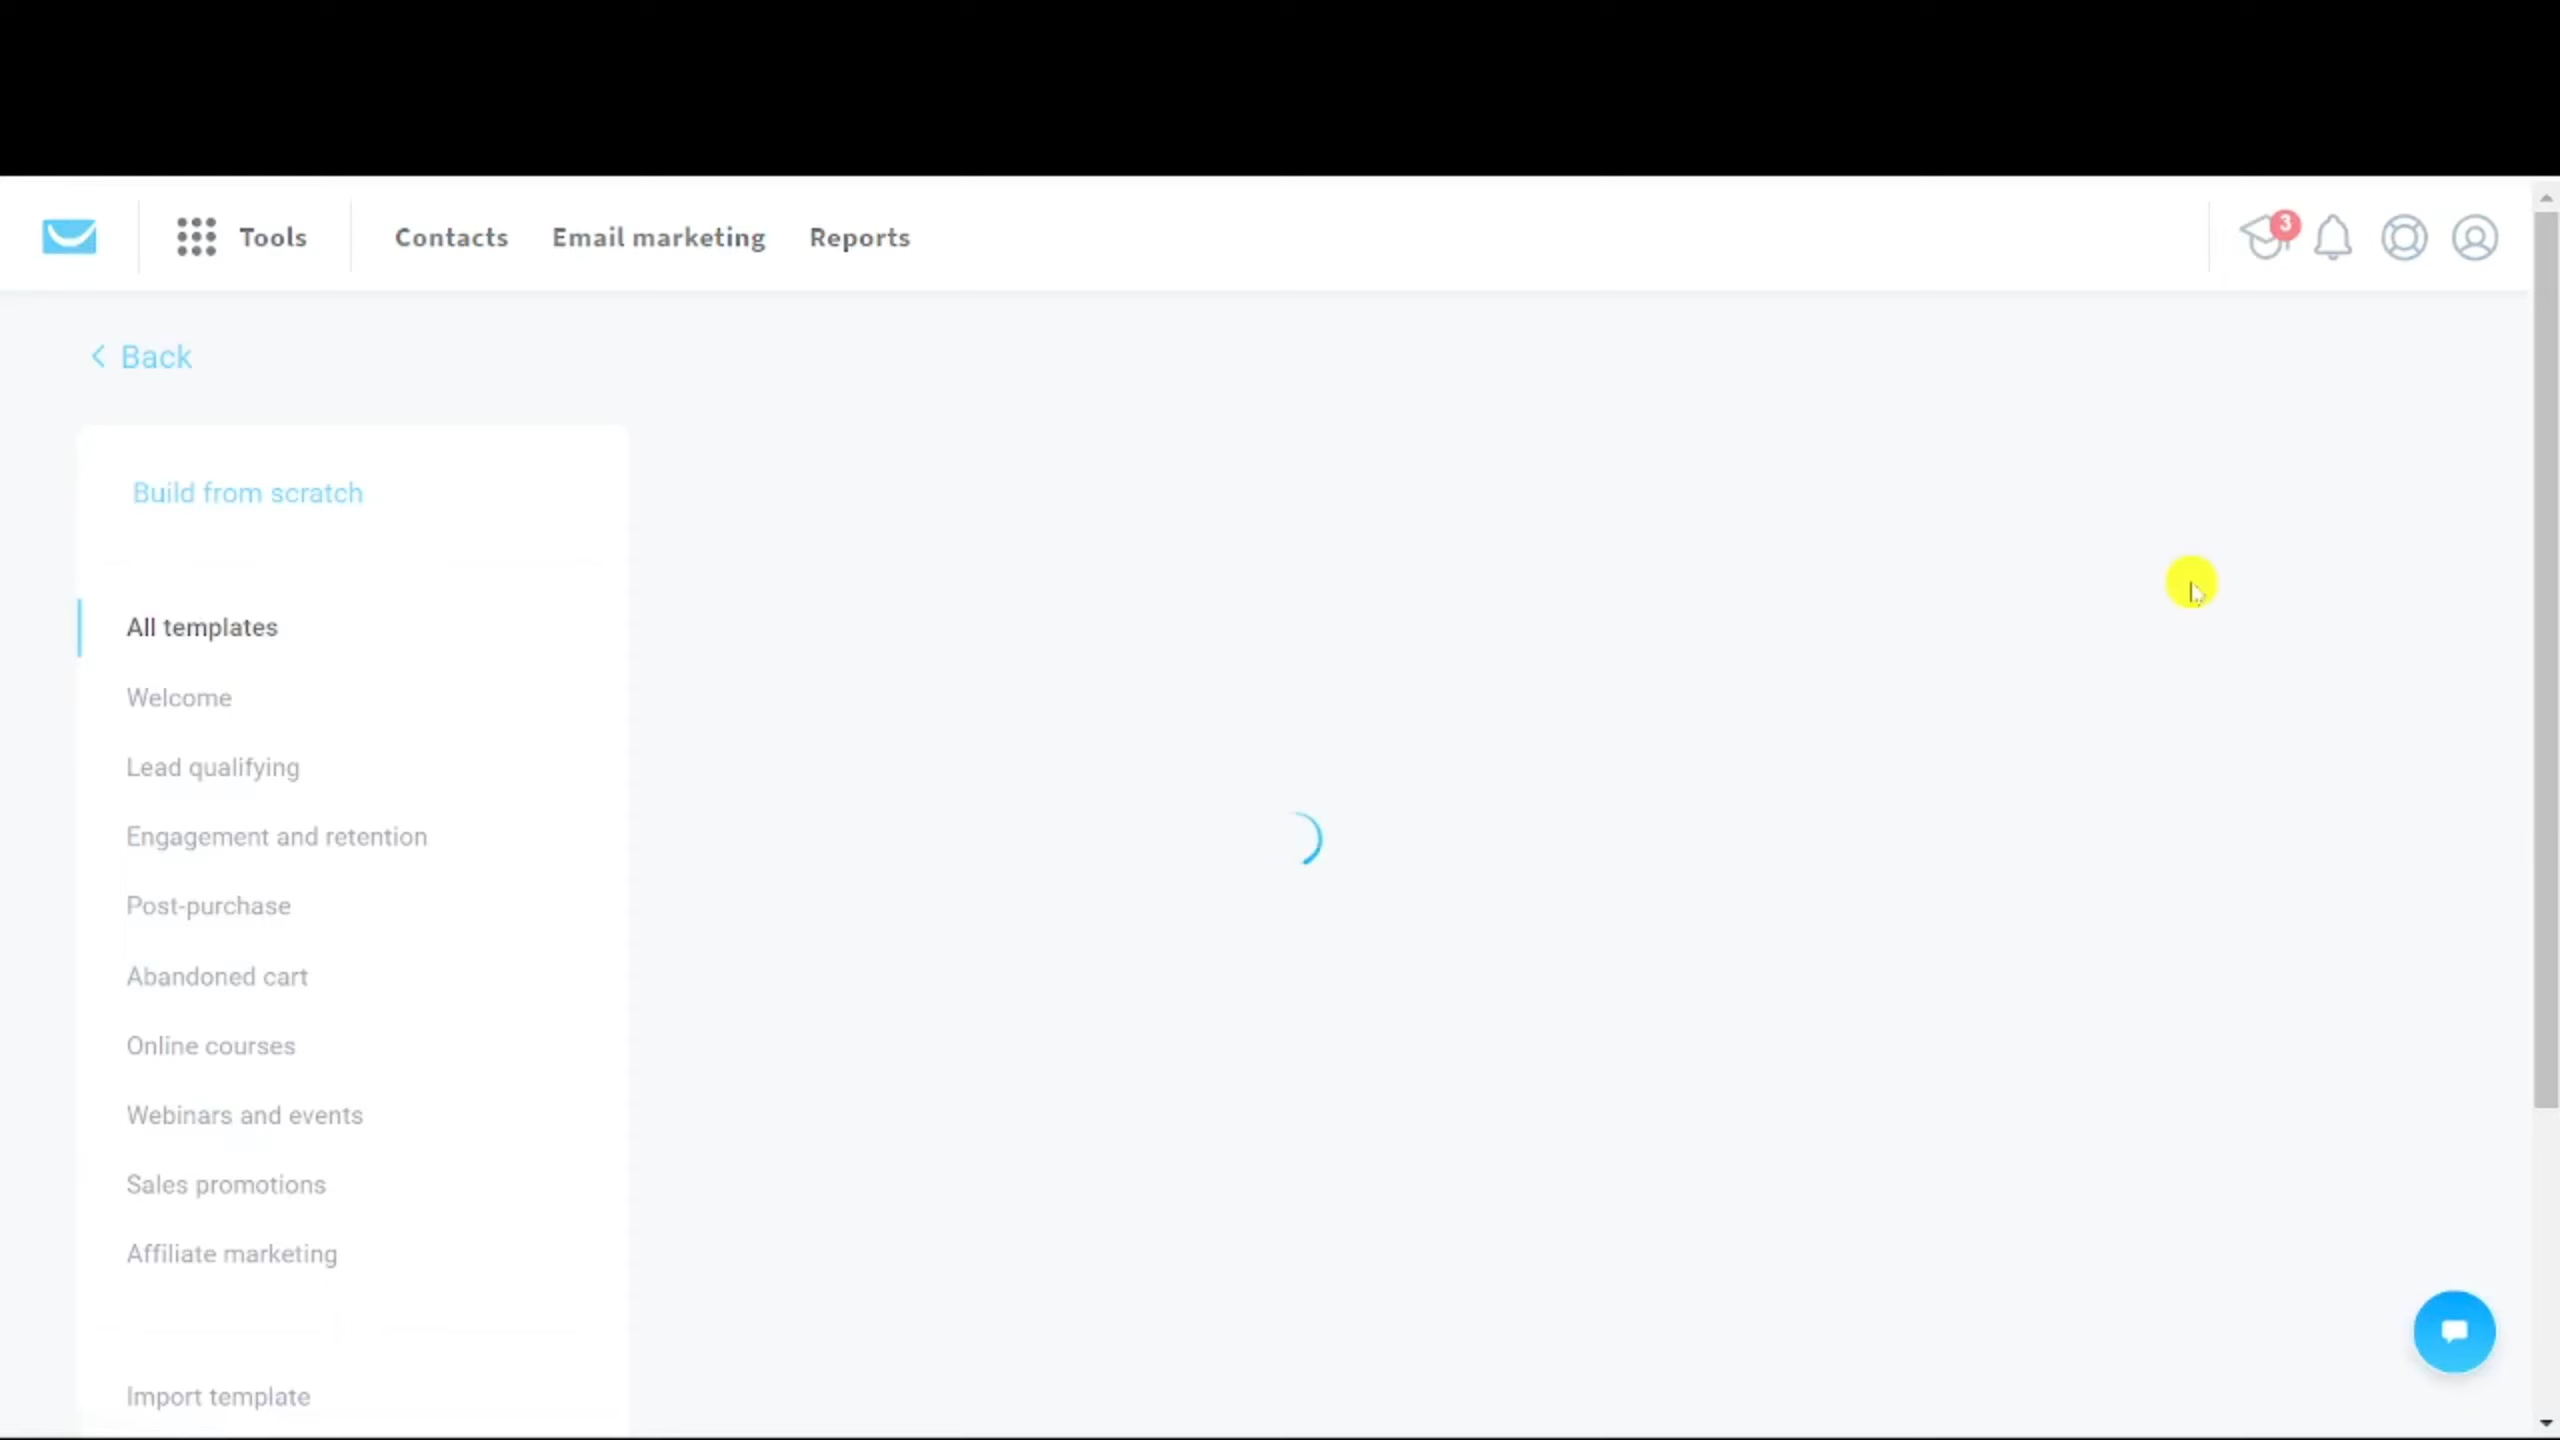 Tools
Contacts
Email marketing
Reports
3
Back
Build from scratch
All templates
Welcome
Lead qualifying
Engagement and retention
Post-purchase
Abandoned cart
Online courses
Webinars and events
Sales promotions
Affiliate marketing
Import template